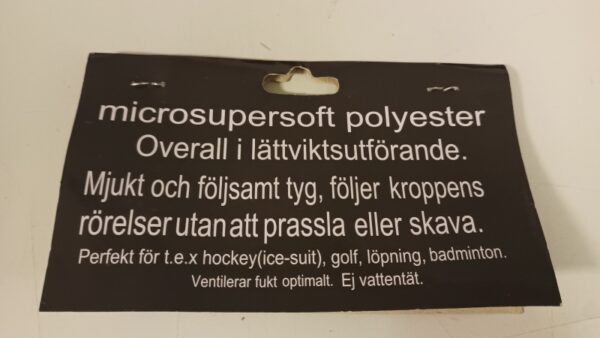 microsupersoft polyester
Overall i lättviktsutförande.
Mjukt och följsamt tyg, följer kroppens
rörelser utan att prassla eller skava.
Perfekt för t.e.x hockey(ice-suit), golf, löpning, badminton.
Ventilerar fukt optimalt. Ej vattentät.